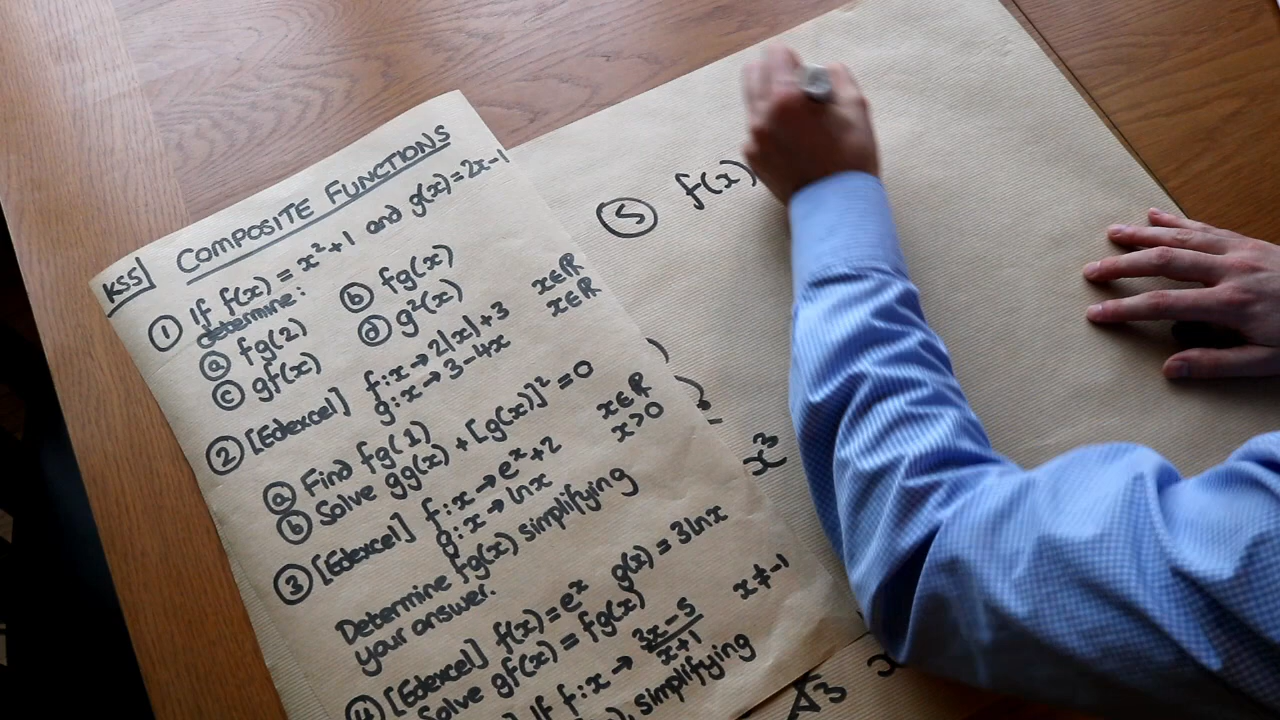 KSS
COMPOSITE FUNCTIONS
① If f(x) = x²+1 and g(x)=2x-1
determine:
ⓐ fg(2) ⓑ fg(x)
ⓒ gf(x) ⓓ g²(x)
② [Edexcel] f:x→2|x|+3 x∈ℝ
g:x→3-4x x∈ℝ
ⓐ Find fg(1)
ⓑ Solve gg(x)+[g(x)]²=0
③ [Edexcel] f:x→eˣ+2 x∈ℝ
g:x→lnx x>0
Determine fg(x) simplifying
your answer.
④ [Edexcel] f(x)=eˣ g(x)=3lnx
Solve gf(x)=fg(x)
] If f:x→(3x-5)/(x+1) x≠-1
), simplifying
⑤ f(x)
x³
√3 x